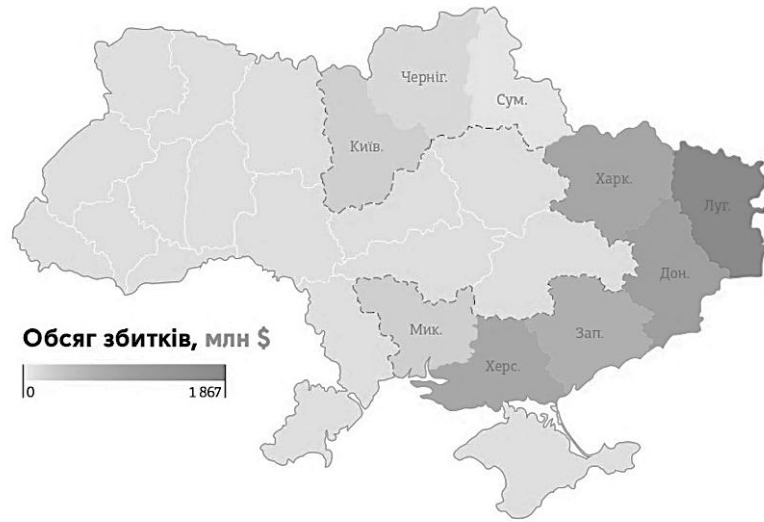 Черніг.
Сум.
Київ.
Харк.
Луг.
Дон.
Мик.
Зап.
Херс.
Обсяг збитків, млн $
0 1 867